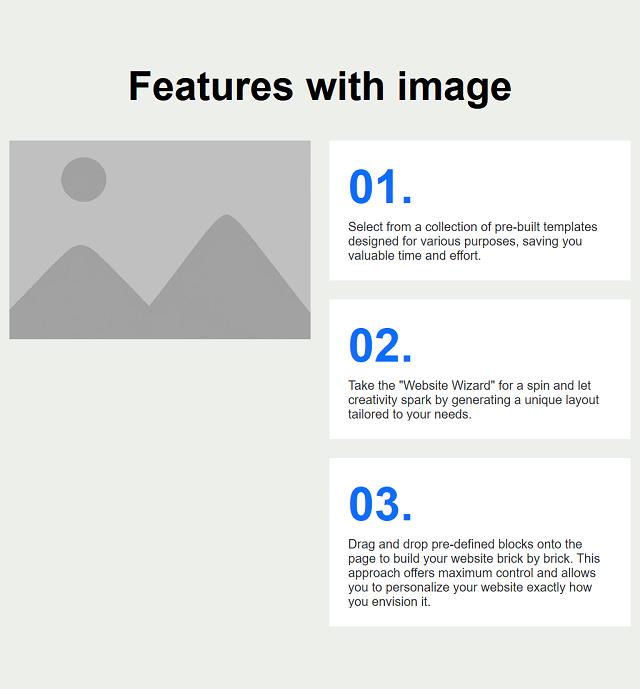 Features with image
01.
Select from a collection of pre-built templates
designed for various purposes, saving you
valuable time and effort.
02.
Take the "Website Wizard" for a spin and let
creativity spark by generating a unique layout
tailored to your needs.
03.
Drag and drop pre-defined blocks onto the
page to build your website brick by brick. This
approach offers maximum control and allows
you to personalize your website exactly how
you envision it.